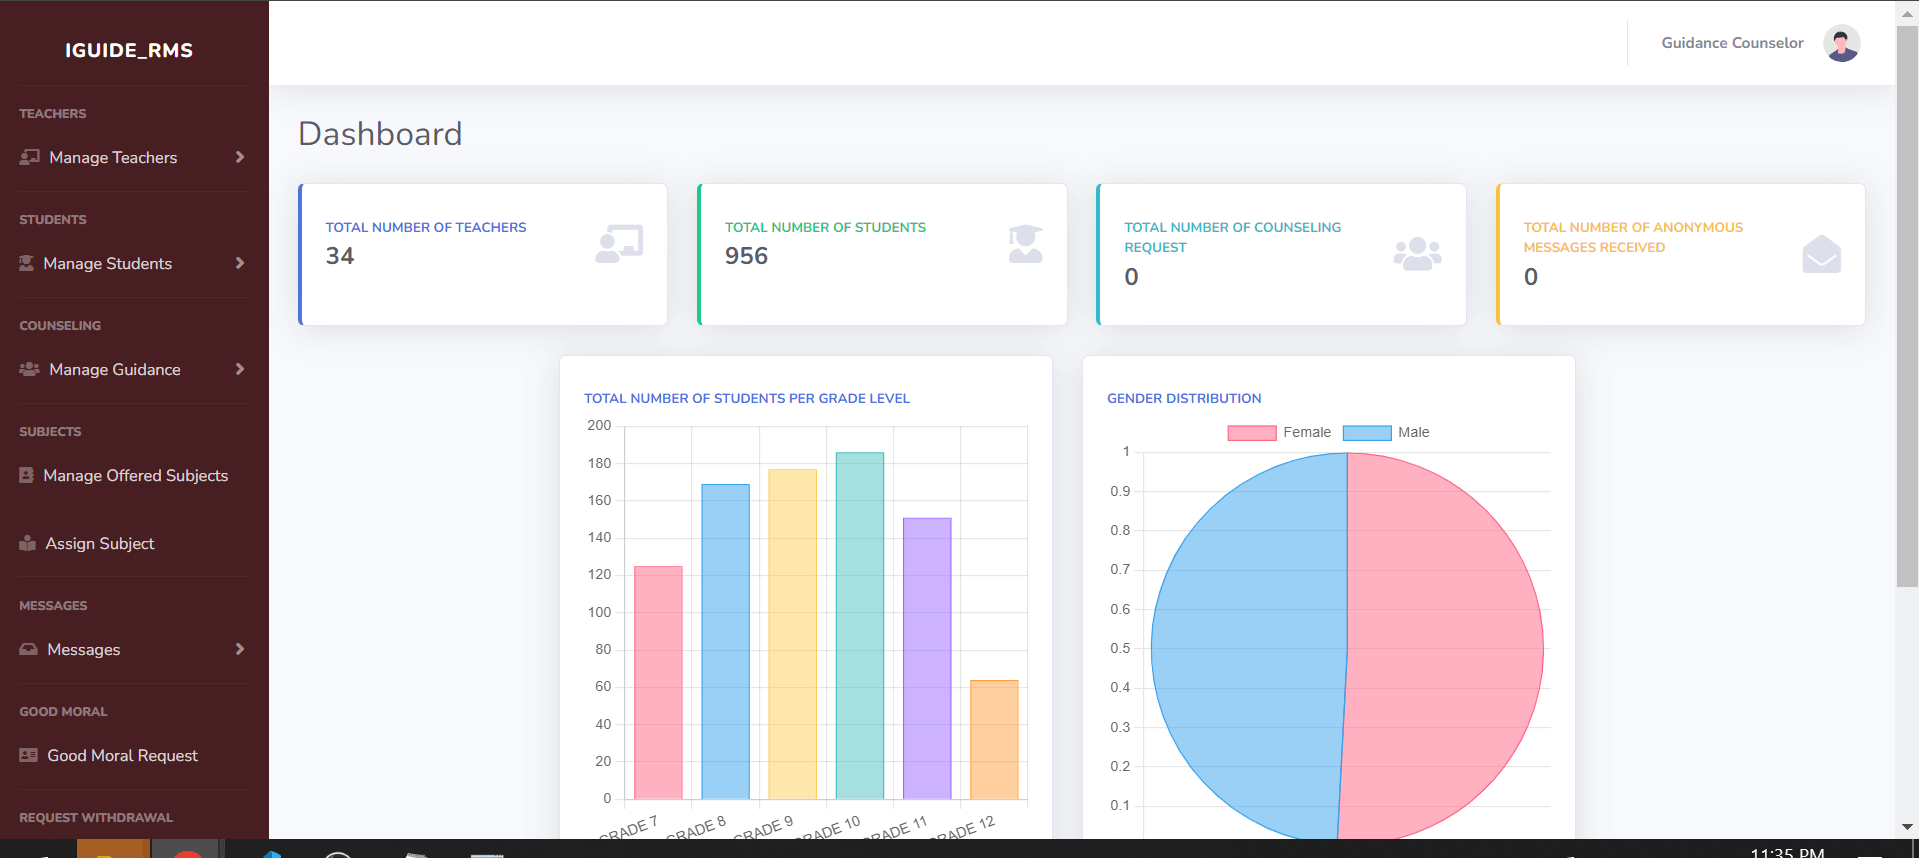 IGUIDE_RMS
TEACHERS
Manage Teachers
STUDENTS
Manage Students
COUNSELING
Manage Guidance
SUBJECTS
Manage Offered Subjects
Assign Subject
MESSAGES
Messages
GOOD MORAL
Good Moral Request
REQUEST WITHDRAWAL
Guidance Counselor
Dashboard
TOTAL NUMBER OF TEACHERS
34
TOTAL NUMBER OF STUDENTS
956
TOTAL NUMBER OF COUNSELING
REQUEST
0
TOTAL NUMBER OF ANONYMOUS
MESSAGES RECEIVED
0
TOTAL NUMBER OF STUDENTS PER GRADE LEVEL
200
180
160
140
120
100
80
60
40
20
0
GRADE 7
GRADE 8
GRADE 9
GRADE 10
GRADE 11
GRADE 12
GENDER DISTRIBUTION
Female
Male
1
0.9
0.8
0.7
0.6
0.5
0.4
0.3
0.2
0.1
11:35 PM